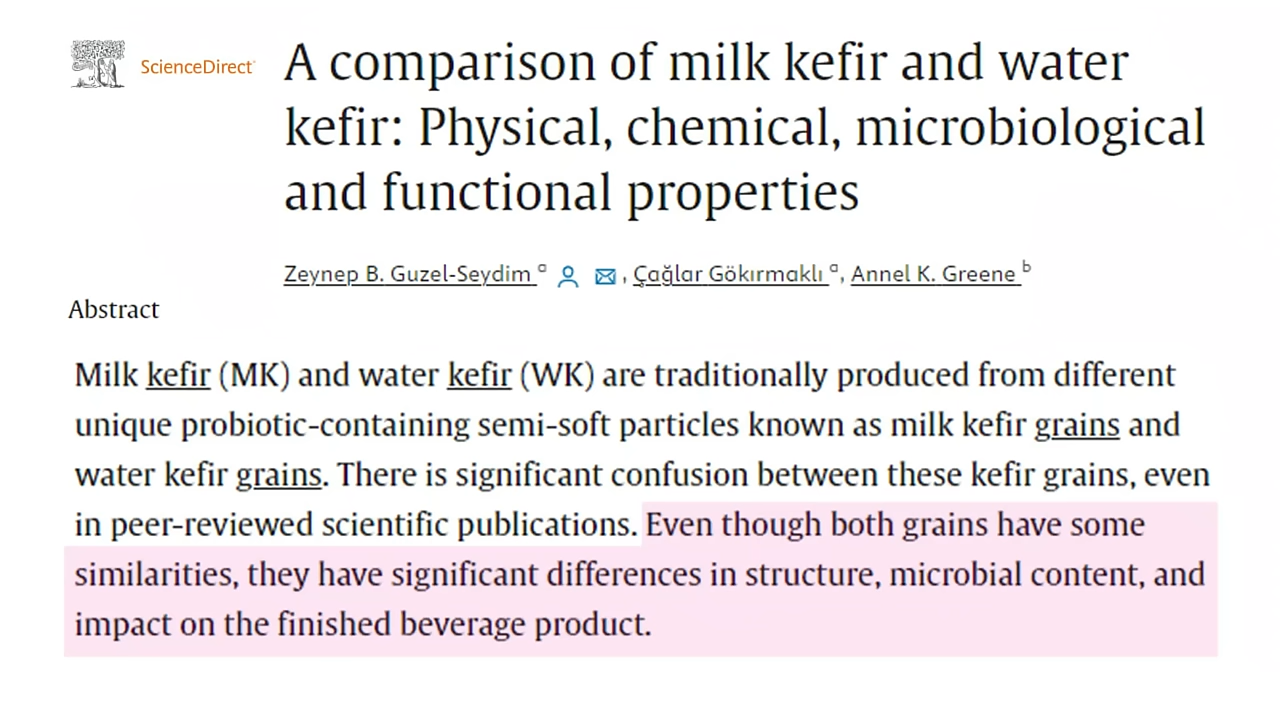 ScienceDirect
A comparison of milk kefir and water
kefir: Physical, chemical, microbiological
and functional properties
Zeynep B. Guzel-Seydim a, Çağlar Gökırmaklı a, Annel K. Greene b
Abstract
Milk kefir (MK) and water kefir (WK) are traditionally produced from different
unique probiotic-containing semi-soft particles known as milk kefir grains and
water kefir grains. There is significant confusion between these kefir grains, even
in peer-reviewed scientific publications. Even though both grains have some
similarities, they have significant differences in structure, microbial content, and
impact on the finished beverage product.